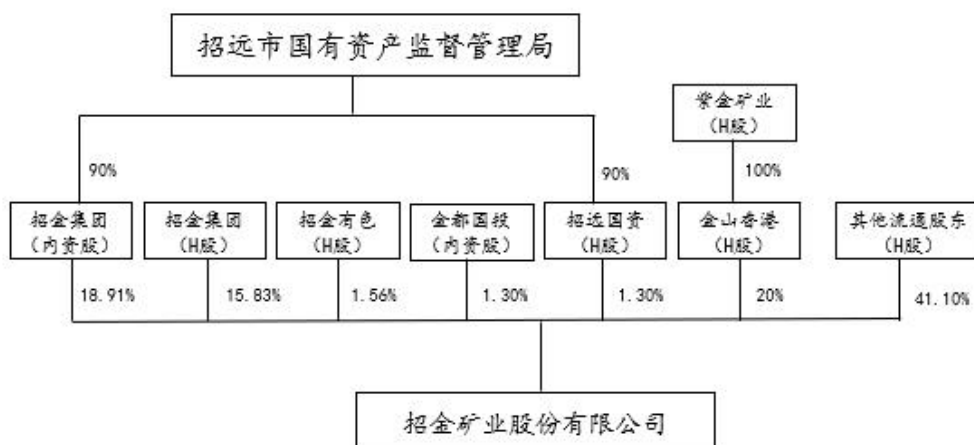 招远市国有资产监督管理局
紫金矿业
（H股）
90%
90%
100%
招金集团
（内资股）
招金集团
（H股）
招金有色
（H股）
金都国投
（内资股）
招远国资
（H股）
金山香港
（H股）
其他流通股东
（H股）
18.91%
15.83%
1.56%
1.30%
1.30%
20%
41.10%
招金矿业股份有限公司